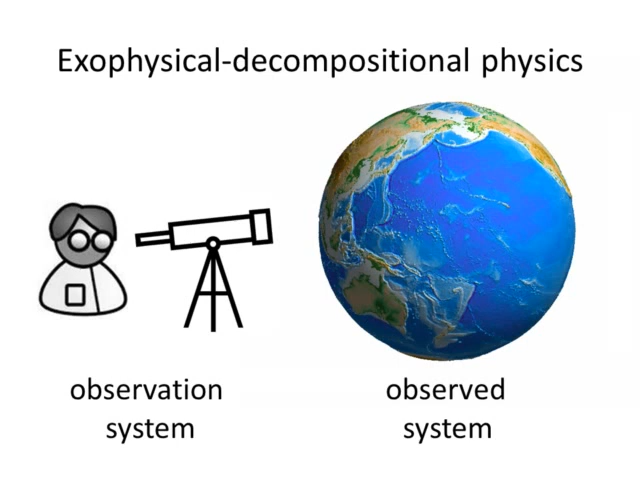 Exophysical-decompositional physics
observation
system
observed
system